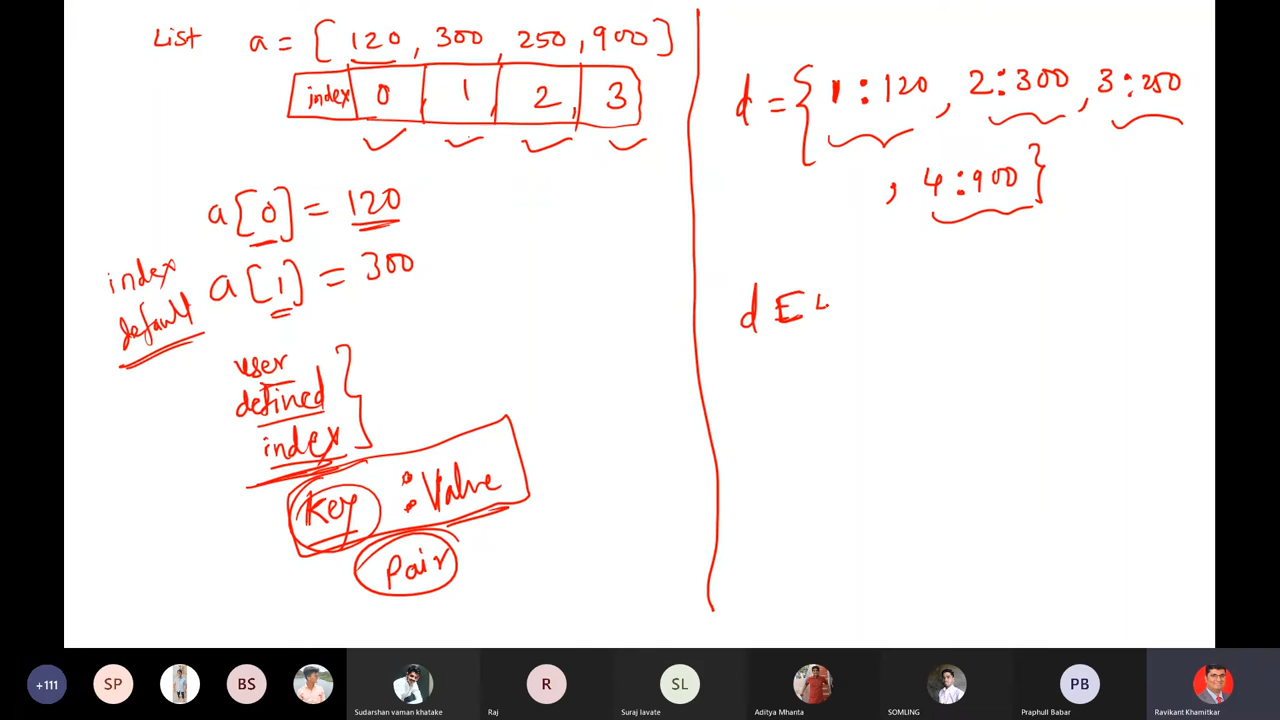 List a = [120, 300, 250, 900]
index 0 1 2 3
a[0] = 120
a[1] = 300
index
default
user
defined
index
Key : Value
Pair
d = {1:120, 2:300, 3:250
, 4:900}
d [
+111
SP
BS
Sudarshan vaman khatake
R
Raj
SL
Suraj Javate
Aditya Mhanta
SOMLING
PB
Praphull Babar
Ravikant Khamitkar